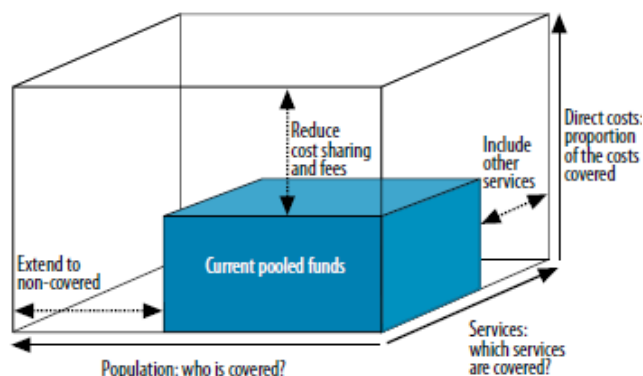 Reduce
cost sharing
and fees
Include
other
services
Direct costs:
proportion
of the costs
covered
Extend to
non-covered
Current pooled funds
Population: who is covered?
Services:
which services
are covered?